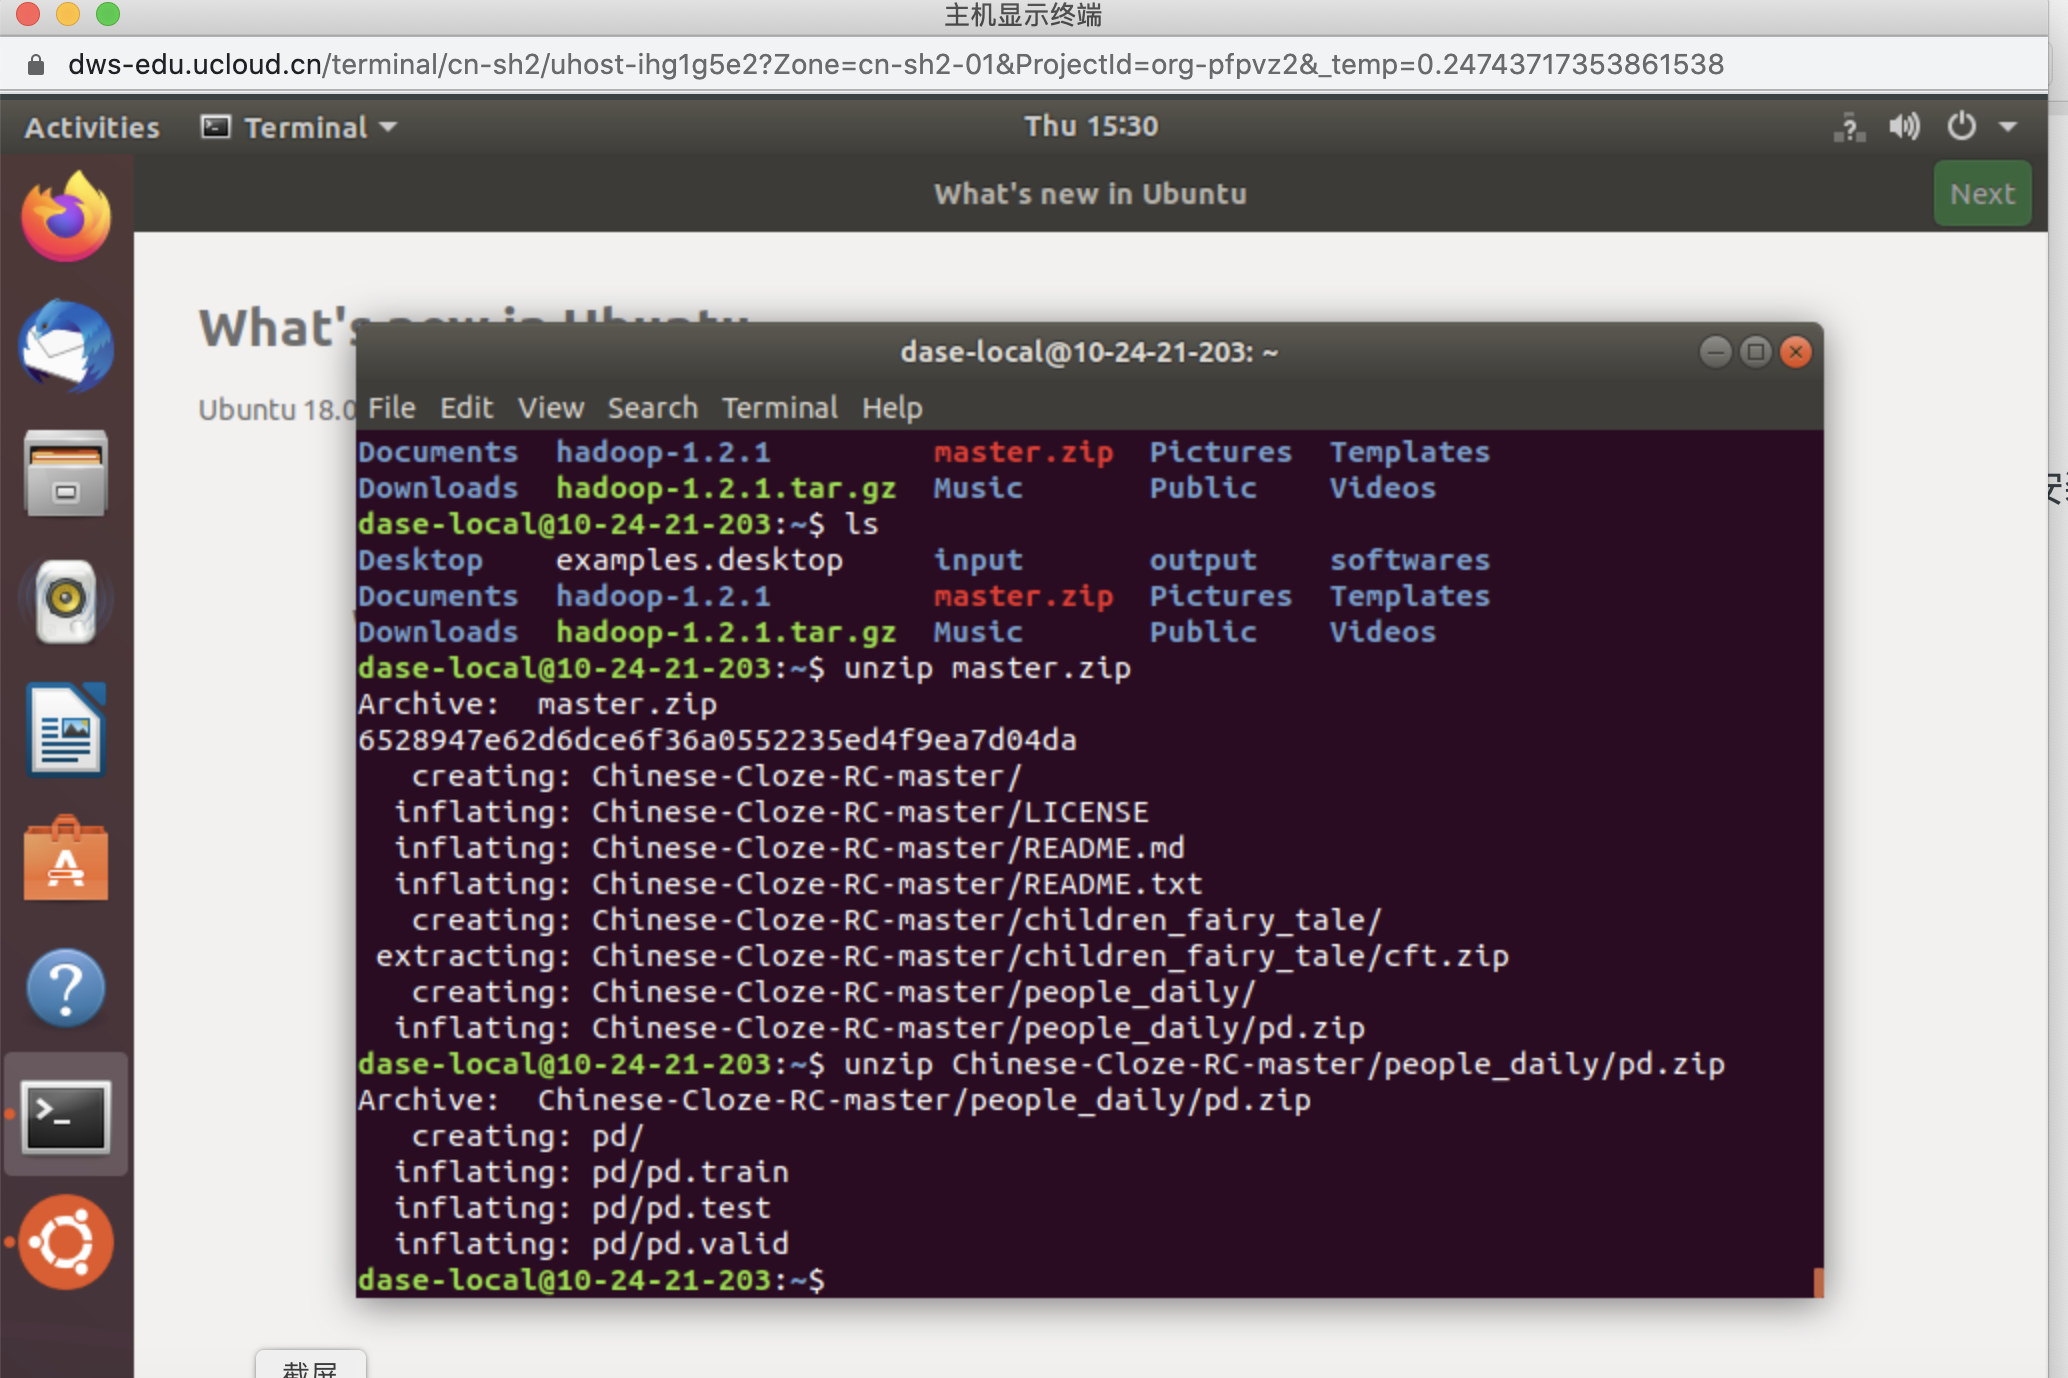 主机显示终端
dws-edu.ucloud.cn/terminal/cn-sh2/uhost-ihg1g5e2?Zone=cn-sh2-01&ProjectId=org-pfpvz2&_temp=0.24743717353861538
Activities Terminal Thu 15:30
What's new in Ubuntu Next
What's new in Ubuntu
dase-local@10-24-21-203: ~
Ubuntu 18.0
File Edit View Search Terminal Help
Documents hadoop-1.2.1 master.zip Pictures Templates
Downloads hadoop-1.2.1.tar.gz Music Public Videos
dase-local@10-24-21-203:~$ ls
Desktop examples.desktop input output softwares
Documents hadoop-1.2.1 master.zip Pictures Templates
Downloads hadoop-1.2.1.tar.gz Music Public Videos
dase-local@10-24-21-203:~$ unzip master.zip
Archive:  master.zip
6528947e62d6dce6f36a0552235ed4f9ea7d04da
creating: Chinese-Cloze-RC-master/
inflating: Chinese-Cloze-RC-master/LICENSE
inflating: Chinese-Cloze-RC-master/README.md
inflating: Chinese-Cloze-RC-master/README.txt
creating: Chinese-Cloze-RC-master/children_fairy_tale/
extracting: Chinese-Cloze-RC-master/children_fairy_tale/cft.zip
creating: Chinese-Cloze-RC-master/people_daily/
inflating: Chinese-Cloze-RC-master/people_daily/pd.zip
dase-local@10-24-21-203:~$ unzip Chinese-Cloze-RC-master/people_daily/pd.zip
Archive:  Chinese-Cloze-RC-master/people_daily/pd.zip
creating: pd/
inflating: pd/pd.train
inflating: pd/pd.test
inflating: pd/pd.valid
dase-local@10-24-21-203:~$
截屏